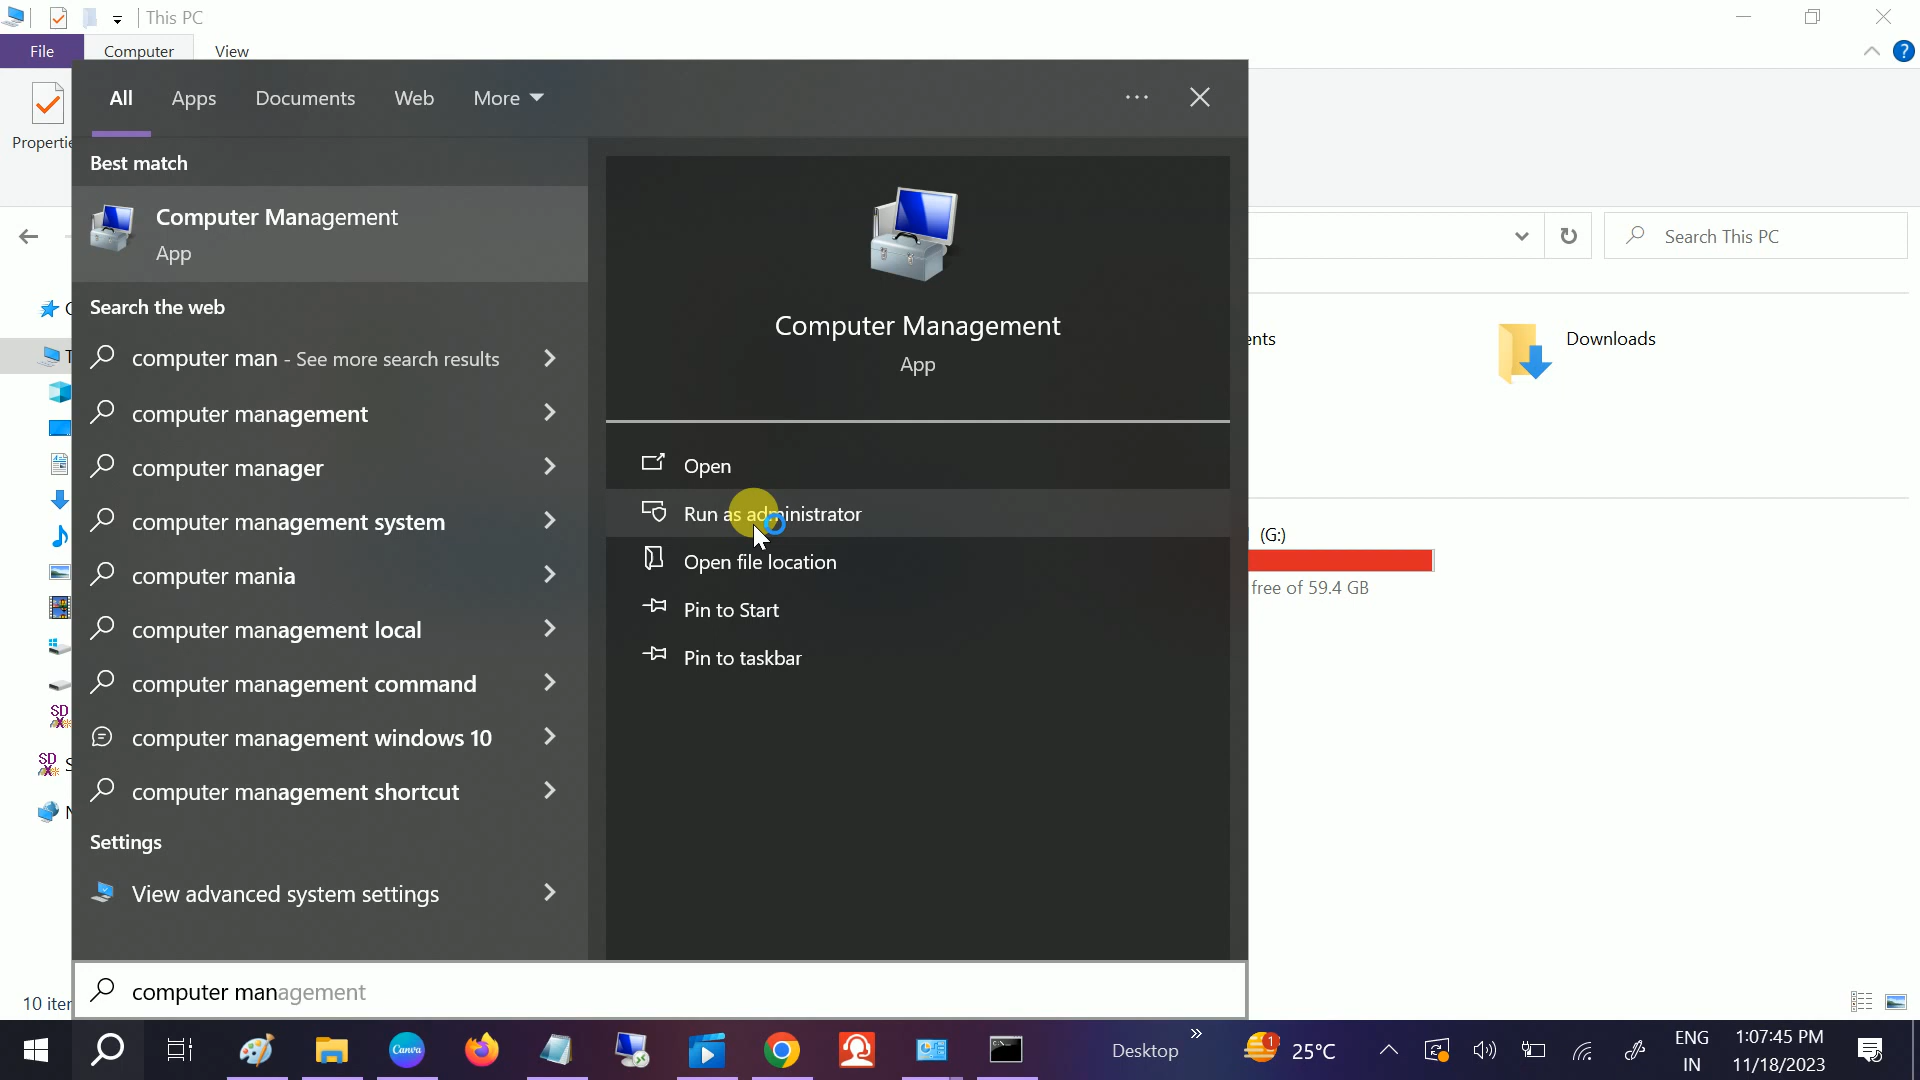 This PC
File
Computer
View
All
Apps
Documents
Web
More
Best match
Computer Management
App
Search the web
computer man - See more search results
computer management
computer manager
computer management system
computer mania
computer management local
computer management command
computer management windows 10
computer management shortcut
Settings
View advanced system settings
computer management
Computer Management
App
Open
Run as administrator
Open file location
Pin to Start
Pin to taskbar
Search This PC
Downloads
(G:)
free of 59.4 GB
10
Canva
Desktop
1
25°C
ENG
IN
1:07:45 PM
11/18/2023